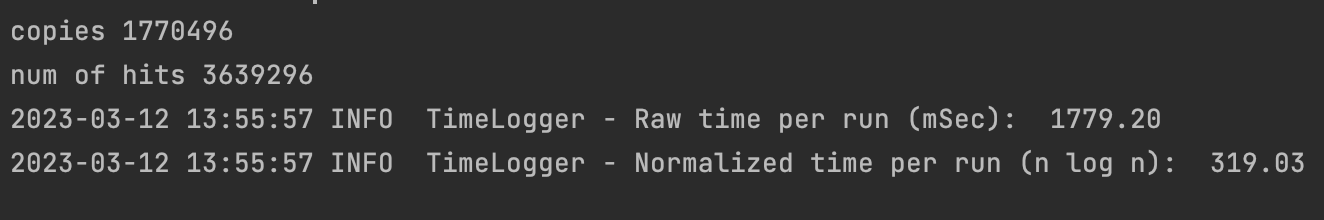 copies 1770496
num of hits 3639296
2023-03-12 13:55:57 INFO  TimeLogger - Raw time per run (mSec):  1779.20
2023-03-12 13:55:57 INFO  TimeLogger - Normalized time per run (n log n):  319.03